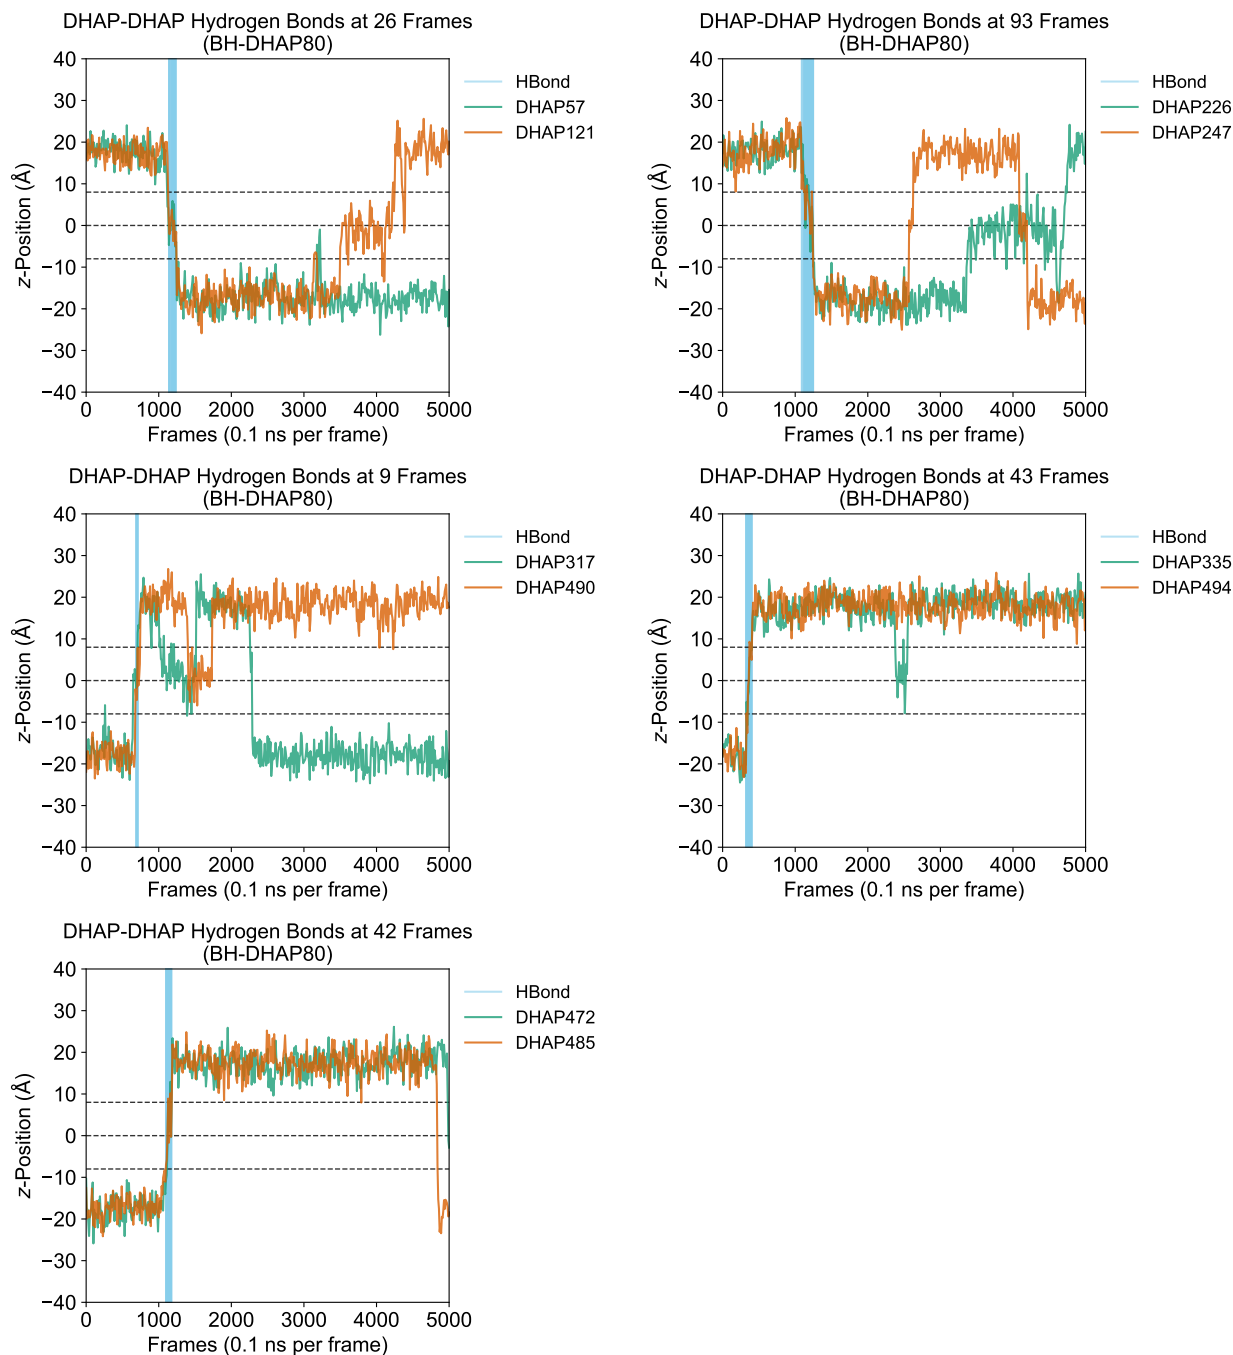 DHAP-DHAP Hydrogen Bonds at 26 Frames
(BH-DHAP80)
40
30
20
10
0
−10
−20
−30
−40
z-Position (Å)
0 1000 2000 3000 4000 5000
Frames (0.1 ns per frame)
HBond
DHAP57
DHAP121
DHAP-DHAP Hydrogen Bonds at 93 Frames
(BH-DHAP80)
40
30
20
10
0
−10
−20
−30
−40
z-Position (Å)
0 1000 2000 3000 4000 5000
Frames (0.1 ns per frame)
HBond
DHAP226
DHAP247
DHAP-DHAP Hydrogen Bonds at 9 Frames
(BH-DHAP80)
40
30
20
10
0
−10
−20
−30
−40
z-Position (Å)
0 1000 2000 3000 4000 5000
Frames (0.1 ns per frame)
HBond
DHAP317
DHAP490
DHAP-DHAP Hydrogen Bonds at 43 Frames
(BH-DHAP80)
40
30
20
10
0
−10
−20
−30
−40
z-Position (Å)
0 1000 2000 3000 4000 5000
Frames (0.1 ns per frame)
HBond
DHAP335
DHAP494
DHAP-DHAP Hydrogen Bonds at 42 Frames
(BH-DHAP80)
40
30
20
10
0
−10
−20
−30
−40
z-Position (Å)
0 1000 2000 3000 4000 5000
Frames (0.1 ns per frame)
HBond
DHAP472
DHAP485